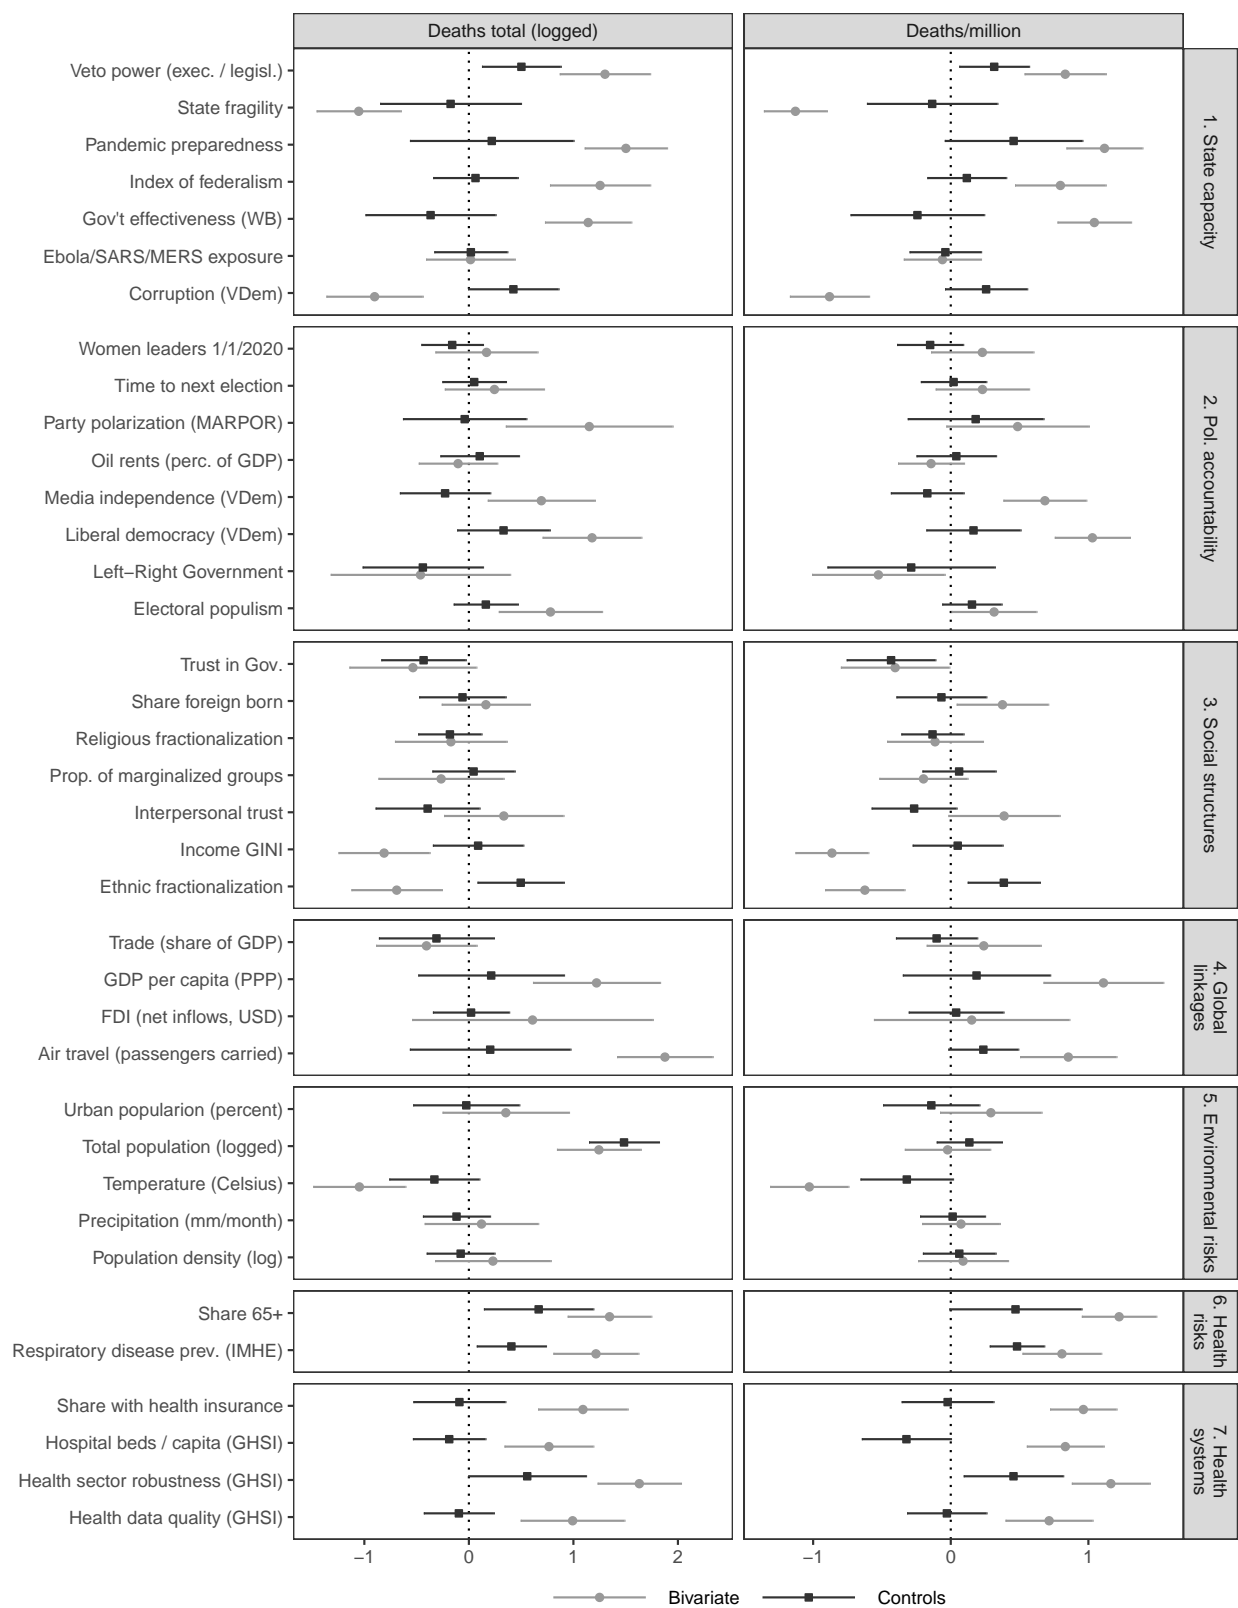 Deaths total (logged)
Deaths/million
Veto power (exec. / legisl.)
State fragility
Pandemic preparedness
Index of federalism
Gov't effectiveness (WB)
Ebola/SARS/MERS exposure
Corruption (VDem)
1. State capacity
Women leaders 1/1/2020
Time to next election
Party polarization (MARPOR)
Oil rents (perc. of GDP)
Media independence (VDem)
Liberal democracy (VDem)
Left−Right Government
Electoral populism
2. Pol. accountability
Trust in Gov.
Share foreign born
Religious fractionalization
Prop. of marginalized groups
Interpersonal trust
Income GINI
Ethnic fractionalization
3. Social structures
Trade (share of GDP)
GDP per capita (PPP)
FDI (net inflows, USD)
Air travel (passengers carried)
4. Global
linkages
Urban popularion (percent)
Total population (logged)
Temperature (Celsius)
Precipitation (mm/month)
Population density (log)
5. Environmental risks
Share 65+
Respiratory disease prev. (IMHE)
6. Health
risks
Share with health insurance
Hospital beds / capita (GHSI)
Health sector robustness (GHSI)
Health data quality (GHSI)
7. Health
systems
−1 0 1 2
−1 0 1
Bivariate Controls